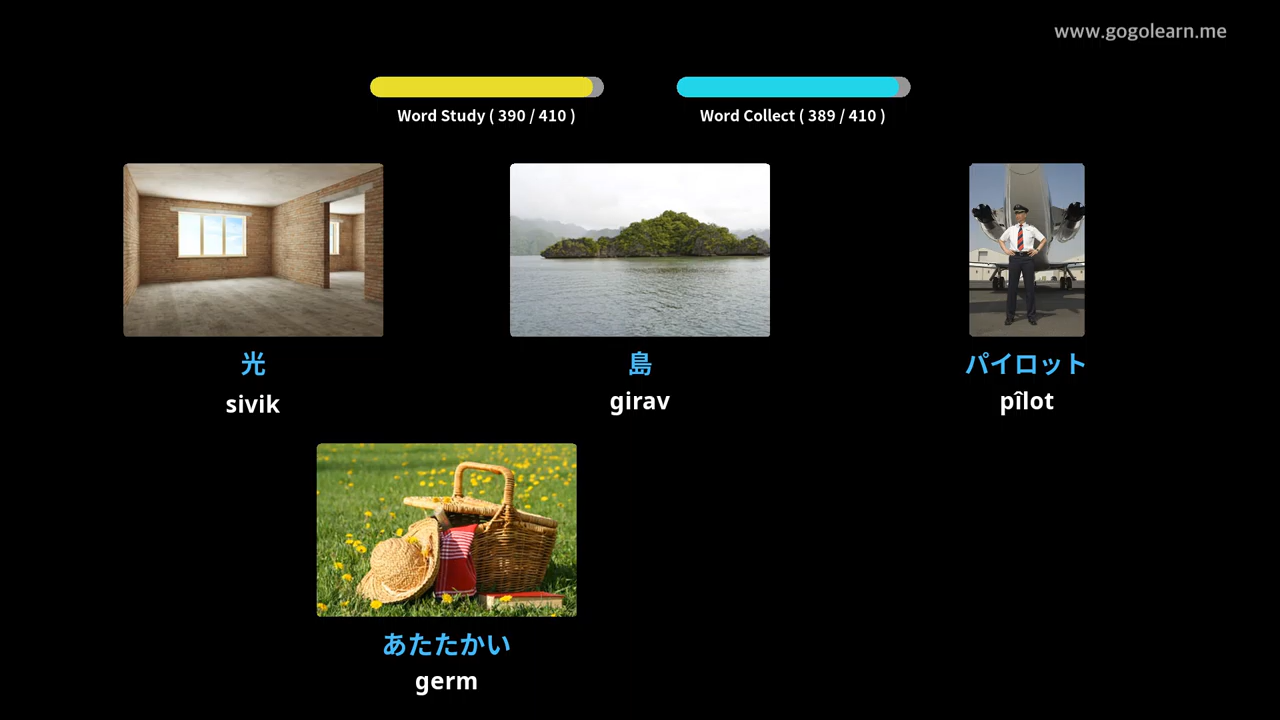 www.gogolearn.me
Word Study ( 390 / 410 )
Word Collect ( 389 / 410 )
光
sivik
島
girav
パイロット
pîlot
あたたかい
germ